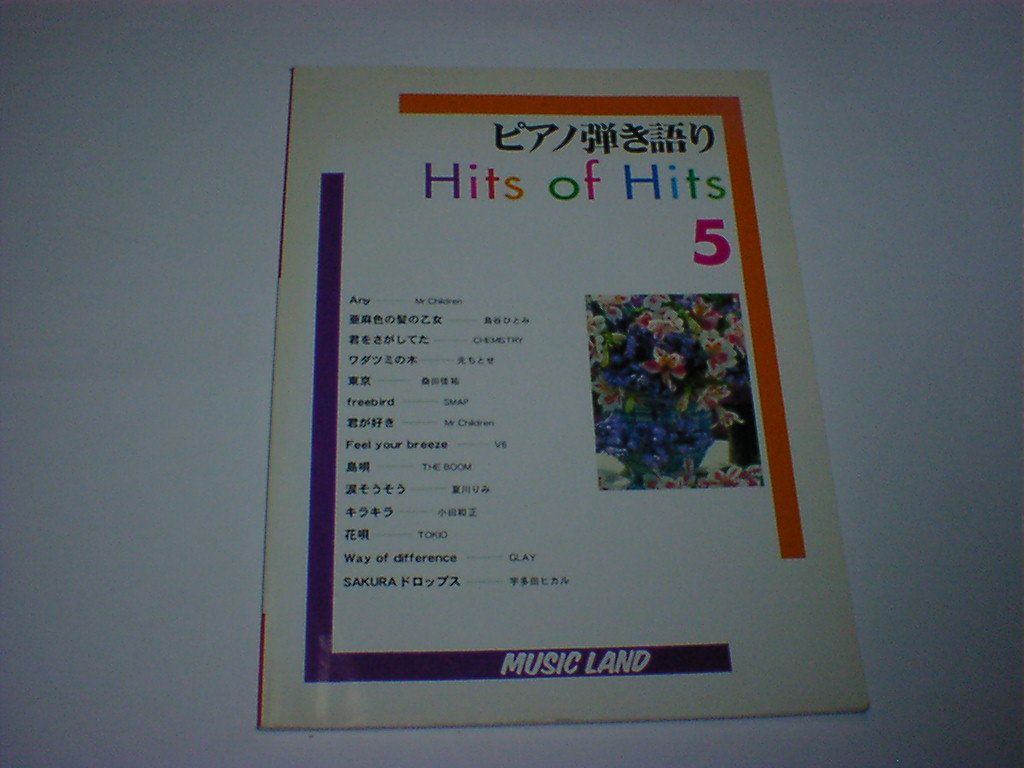 ピアノ弾き語り
Hits of Hits
5
Any ──── Mr.Children
亜麻色の髪の乙女 ──── 島谷ひとみ
君をさがしてた ──── CHEMISTRY
ワダツミの木 ──── 元ちとせ
東京 ──── 桑田佳祐
freebird ──── SMAP
君が好き ──── Mr.Children
Feel your breeze ──── V6
島唄 ──── THE BOOM
涙そうそう ──── 夏川りみ
キラキラ ──── 小田和正
花唄 ──── TOKIO
Way of difference ──── GLAY
SAKURAドロップス ──── 宇多田ヒカル
MUSIC LAND